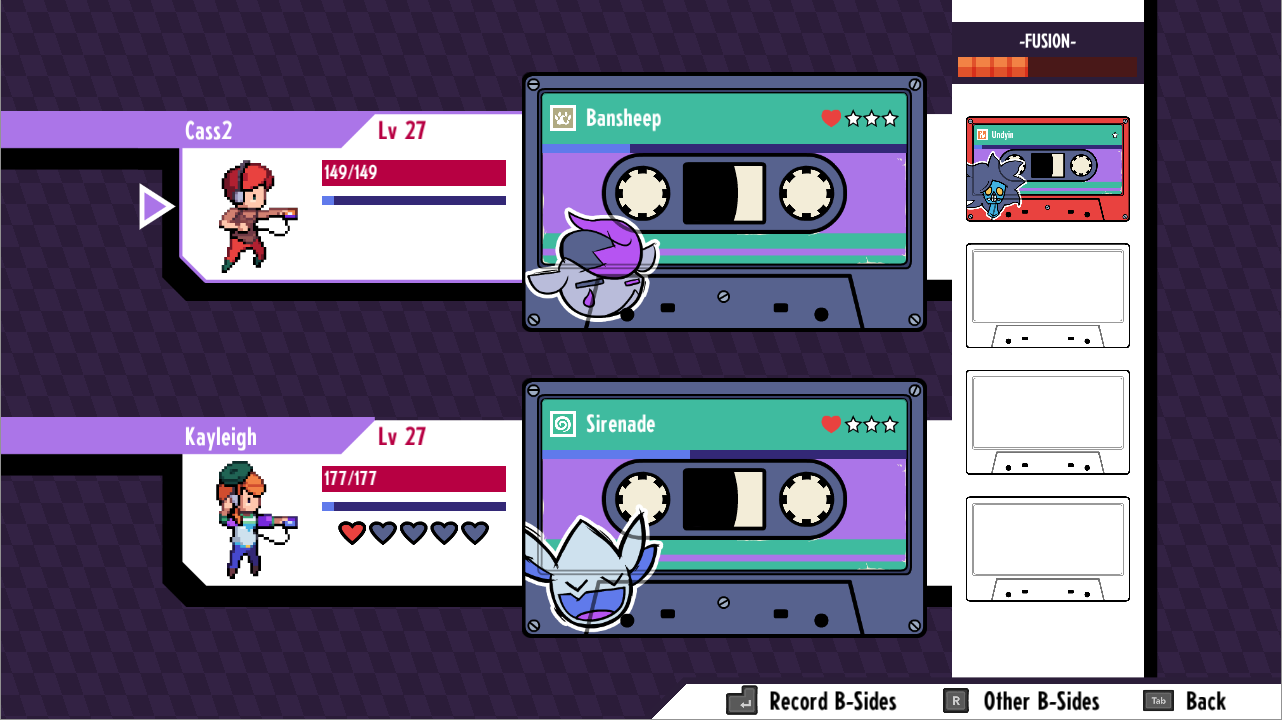 -FUSION-
Cass2
Lv 27
149/149
Bansheep
Undyin
Kayleigh
Lv 27
177/177
Sirenade
Record B-Sides
R
Other B-Sides
Tab
Back